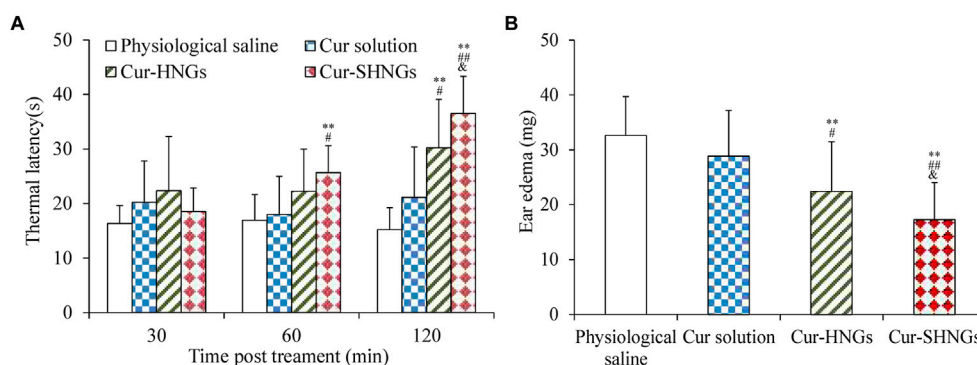 A
50
40
30
20
10
0
Thermal latency(s)
Physiological saline
Cur solution
Cur-HNGs
Cur-SHNGs
**
#
**
#
**
##
&
30
60
120
Time post treament (min)
B
50
40
30
20
10
0
Ear edema (mg)
**
#
**
##
&
Physiological
saline
Cur solution
Cur-HNGs
Cur-SHNGs